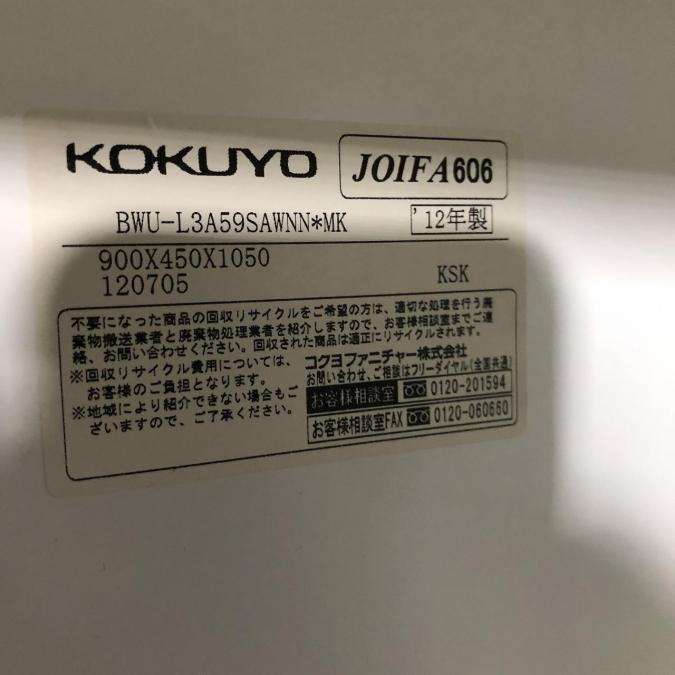 KOKUYO
JOIFA606
BWU-L3A59SAWNN*MK
'12年製
900X450X1050
120705
KSK
不要になった商品の回収リサイクルをご希望の方は、適切な処理を行う廃
棄物搬送業者と廃棄物処理業者を紹介しますので、お客様相談室までご連
絡、お問い合わせください。回収された商品は適正にリサイクルされます。
※回収リサイクル費用については、
お客様のご負担となります。
※地域により紹介できない場合もご
ざいますので、ご了承ください。
コクヨファニチャー株式会社
お問い合わせ、ご相談はフリーダイヤル(全国共通)
お客様相談室 0120-201594
お客様相談室FAX 0120-060660